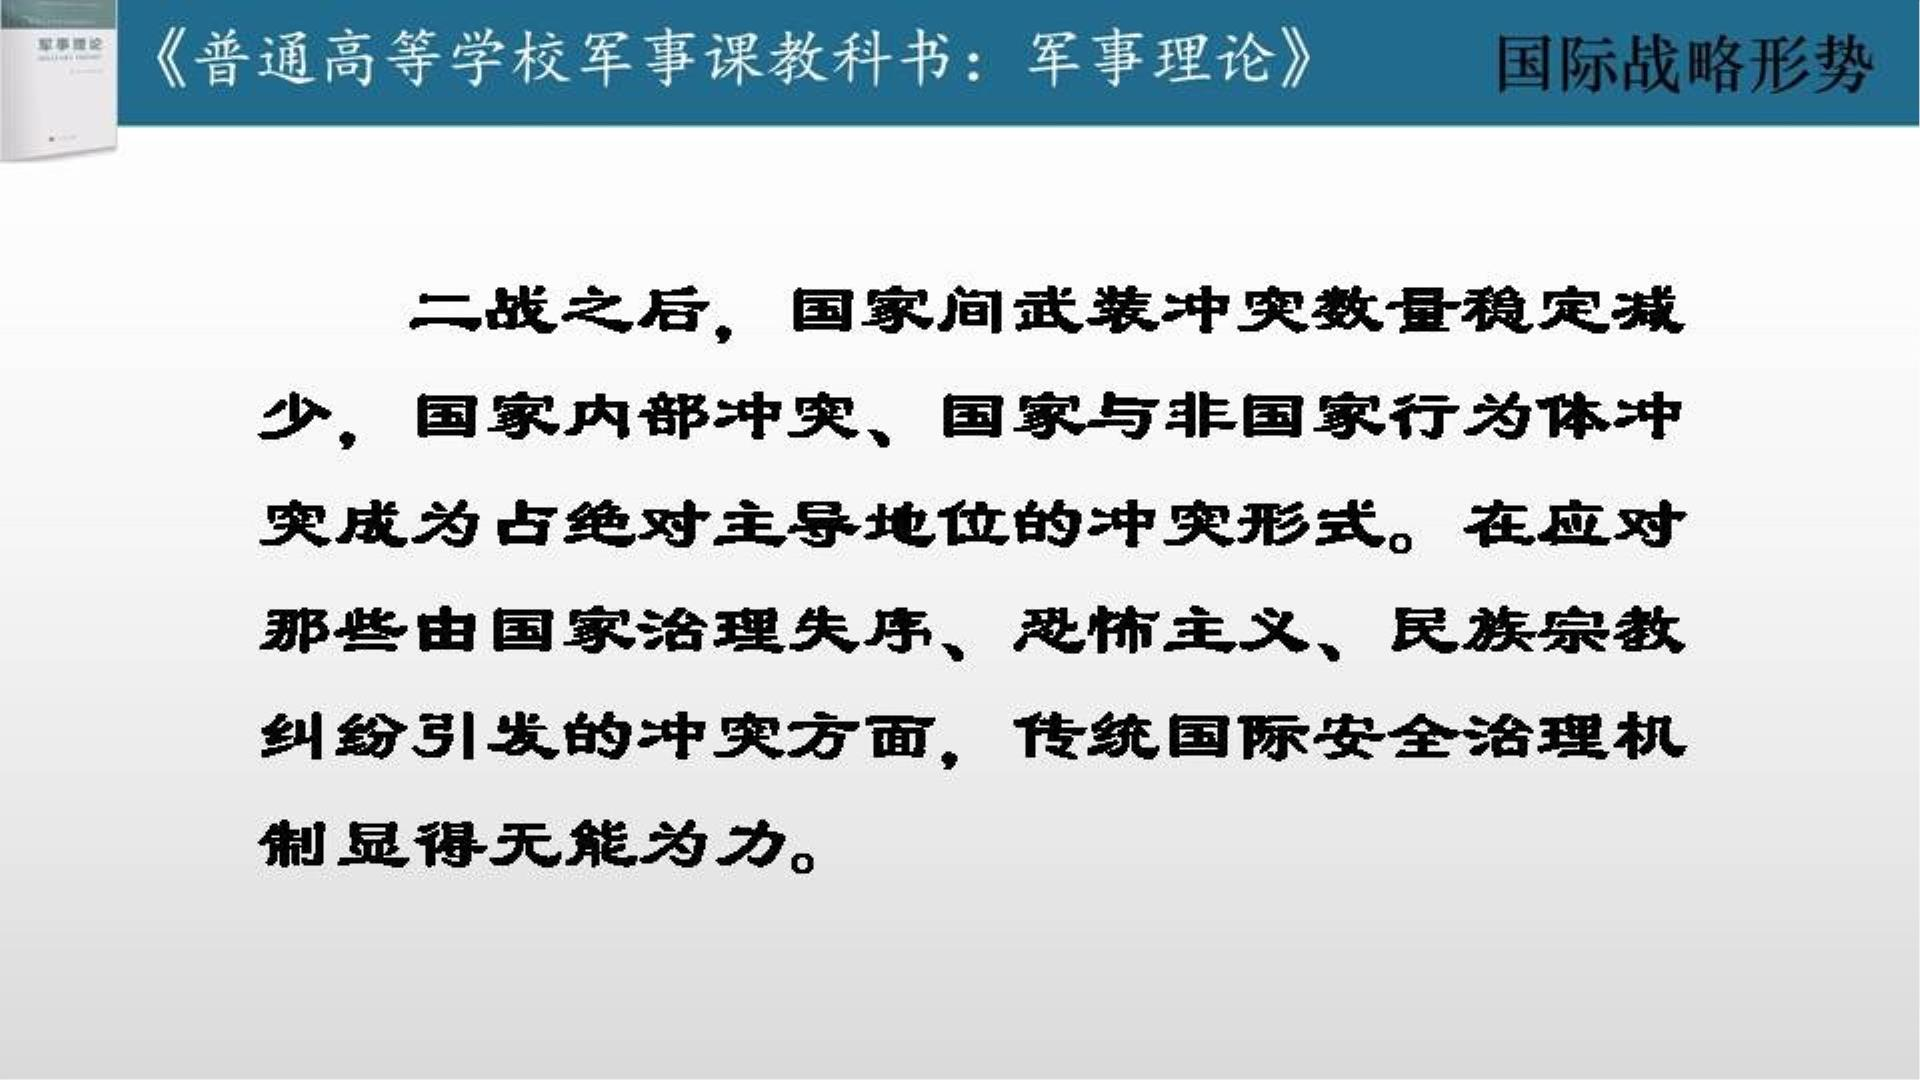 军事理论
《普通高等学校军事课教科书：军事理论》
国际战略形势
二战之后，国家间武装冲突数量稳定减
少，国家内部冲突、国家与非国家行为体冲
突成为占绝对主导地位的冲突形式。在应对
那些由国家治理失序、恐怖主义、民族宗教
纠纷引发的冲突方面，传统国际安全治理机
制显得无能为力。